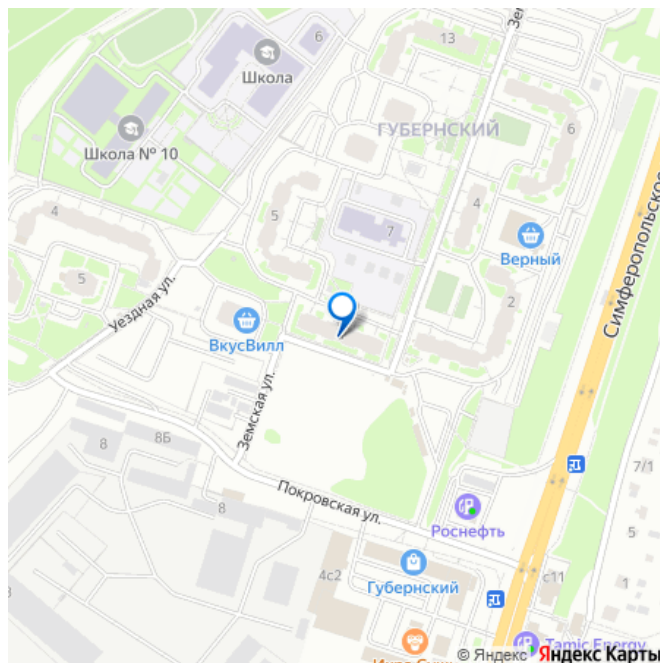 13
Зе
6
Школа
ГУБЕРНСКИЙ
6
Школа № 10
4
5
4
7
Верный
Симферопольское
5
2
Уездная ул.
ВкусВилл
Земская ул.
8
8Б
7/1
Покровская ул.
8
Роснефть
5
4с2
Губернский
с11
1
8
Tamic Energy
© Яндекс Яндекс Карты